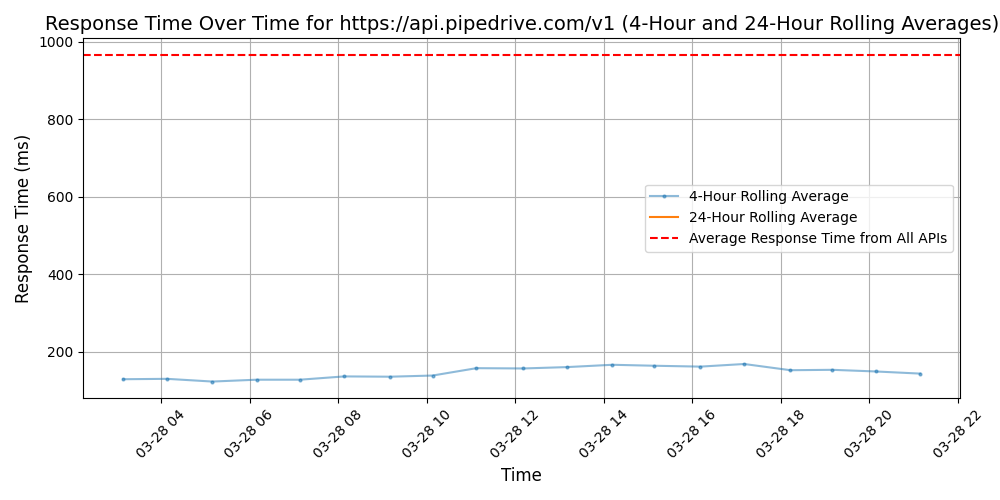 Response Time Over Time for https://api.pipedrive.com/v1 (4-Hour and 24-Hour Rolling Averages)
Response Time (ms)
1000
800
600
400
200
4-Hour Rolling Average
24-Hour Rolling Average
Average Response Time from All APIs
03-28 04
03-28 06
03-28 08
03-28 10
03-28 12
03-28 14
03-28 16
03-28 18
03-28 20
03-28 22
Time